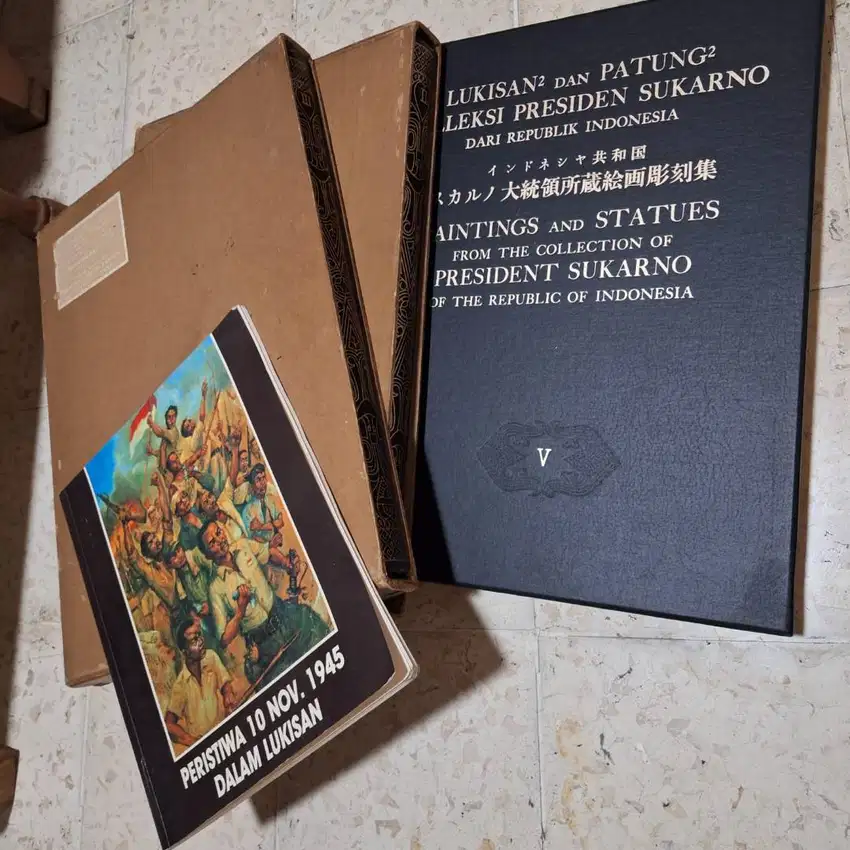 LUKISAN² DAN PATUNG²
LEKSI PRESIDEN SUKARNO
DARI REPUBLIK INDONESIA
インドネシヤ共和国
スカルノ大統領所蔵絵画彫刻集
AINTINGS AND STATUES
FROM THE COLLECTION OF
PRESIDENT SUKARNO
OF THE REPUBLIC OF INDONESIA
V
PERISTIWA 10 NOV. 1945
DALAM LUKISAN